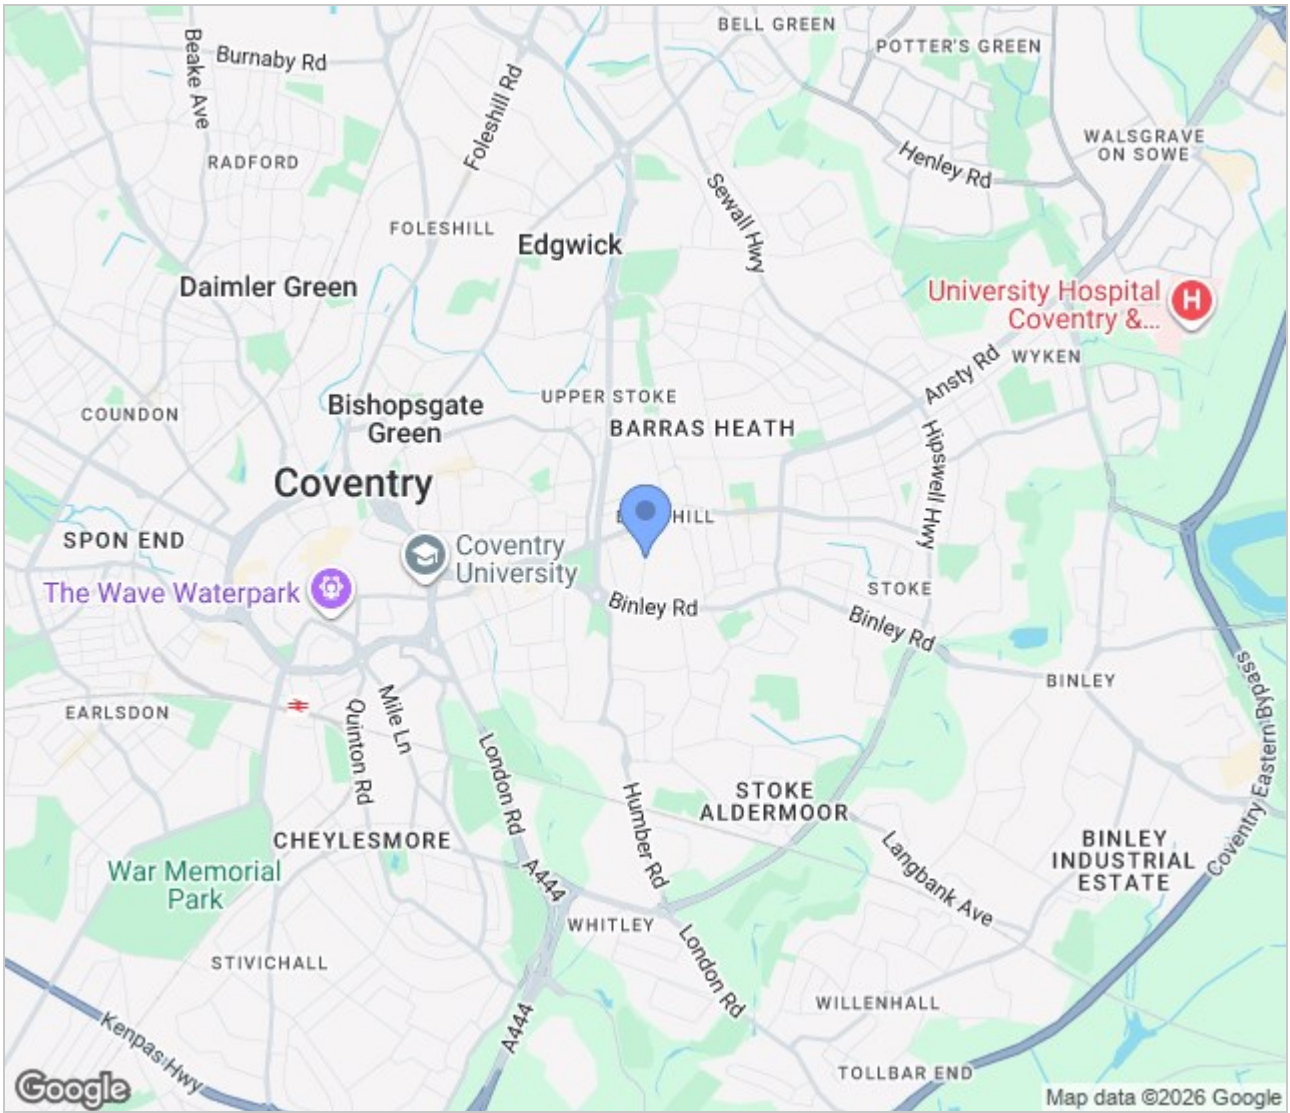 BELL GREEN
POTTER'S GREEN
Beake Ave
Burnaby Rd
Foleshill Rd
WALSGRAVE
ON SOWE
Henley Rd
RADFORD
Sewall Hwy
FOLESHILL
Edgwick
Daimler Green
University Hospital
Coventry &...
H
WYKEN
Ansty Rd
UPPER STOKE
Bishopsgate
Green
COUNDON
BARRAS HEATH
Hipswell Hwy
Coventry
HILL
SPON END
Coventry
University
The Wave Waterpark
STOKE
Binley Rd
Binley Rd
BINLEY
Coventry Eastern Bypass
EARLSDON
Mile Ln
Quinton Rd
London Rd
STOKE
ALDERMOOR
Humber Rd
CHEYLESMORE
Langbank Ave
BINLEY
INDUSTRIAL
ESTATE
War Memorial
Park
A444
WHITLEY
London Rd
STIVICHALL
WILLENHALL
A444
Kenpas Hwy
TOLLBAR END
Google
Map data ©2026 Google